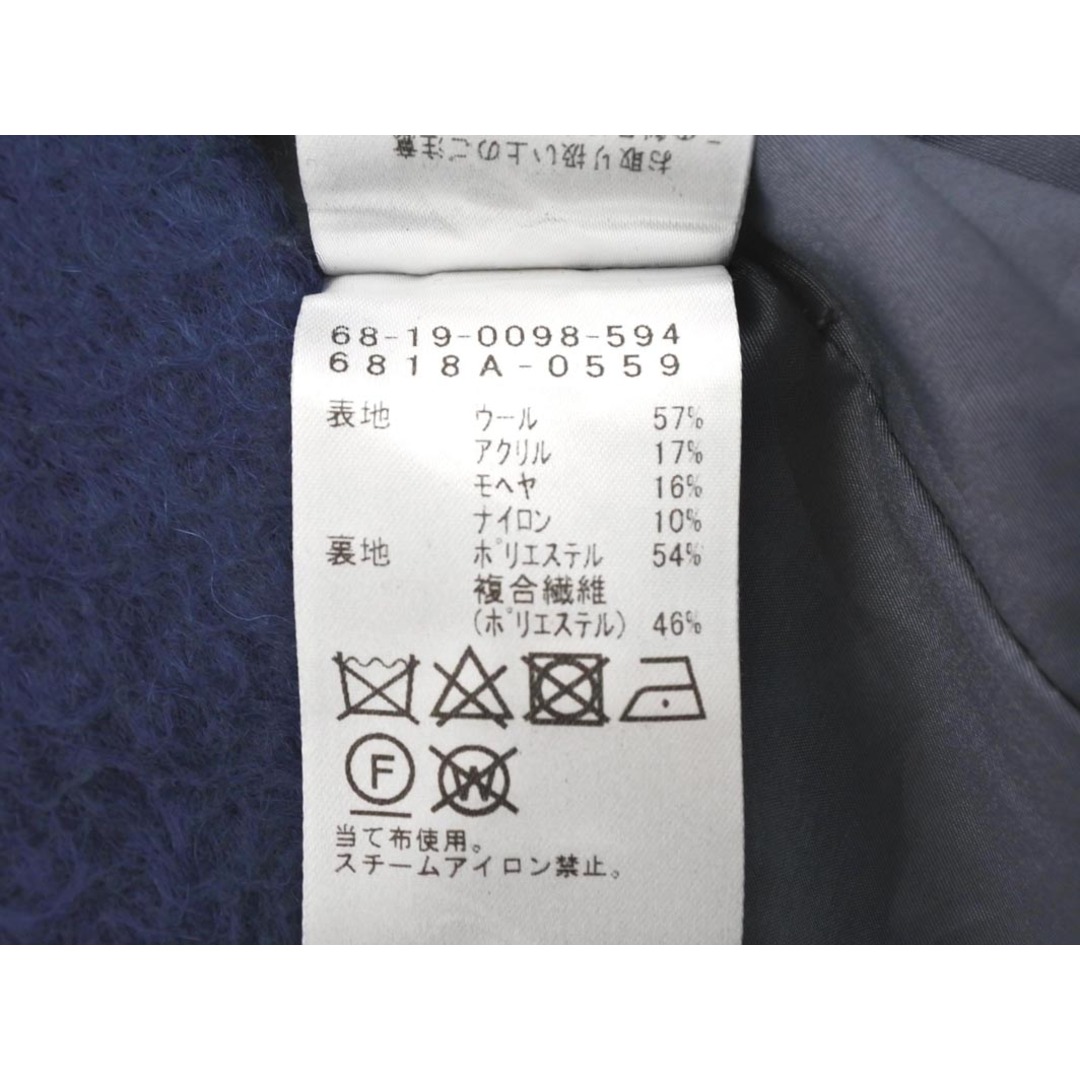 お取り扱い上のご注意
68-19-0098-594
6818A-0559
表地 ウール 57%
アクリル 17%
モヘヤ 16%
ナイロン 10%
裏地 ポリエステル 54%
複合繊維
(ポリエステル) 46%
F
W
当て布使用。
スチームアイロン禁止。